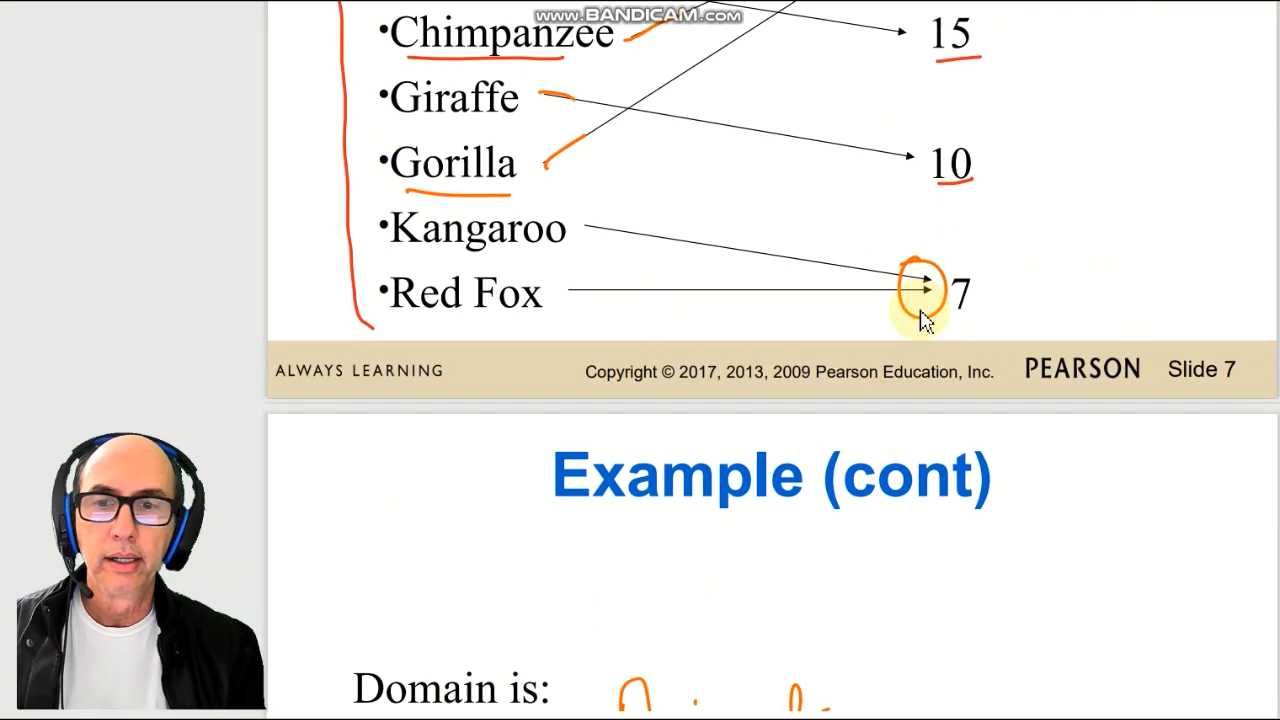 www.BANDICAM.com
•Chimpanzee 15
•Giraffe
•Gorilla 10
•Kangaroo
•Red Fox 7
ALWAYS LEARNING Copyright © 2017, 2013, 2009 Pearson Education, Inc. PEARSON Slide 7
Example (cont)
Domain is: